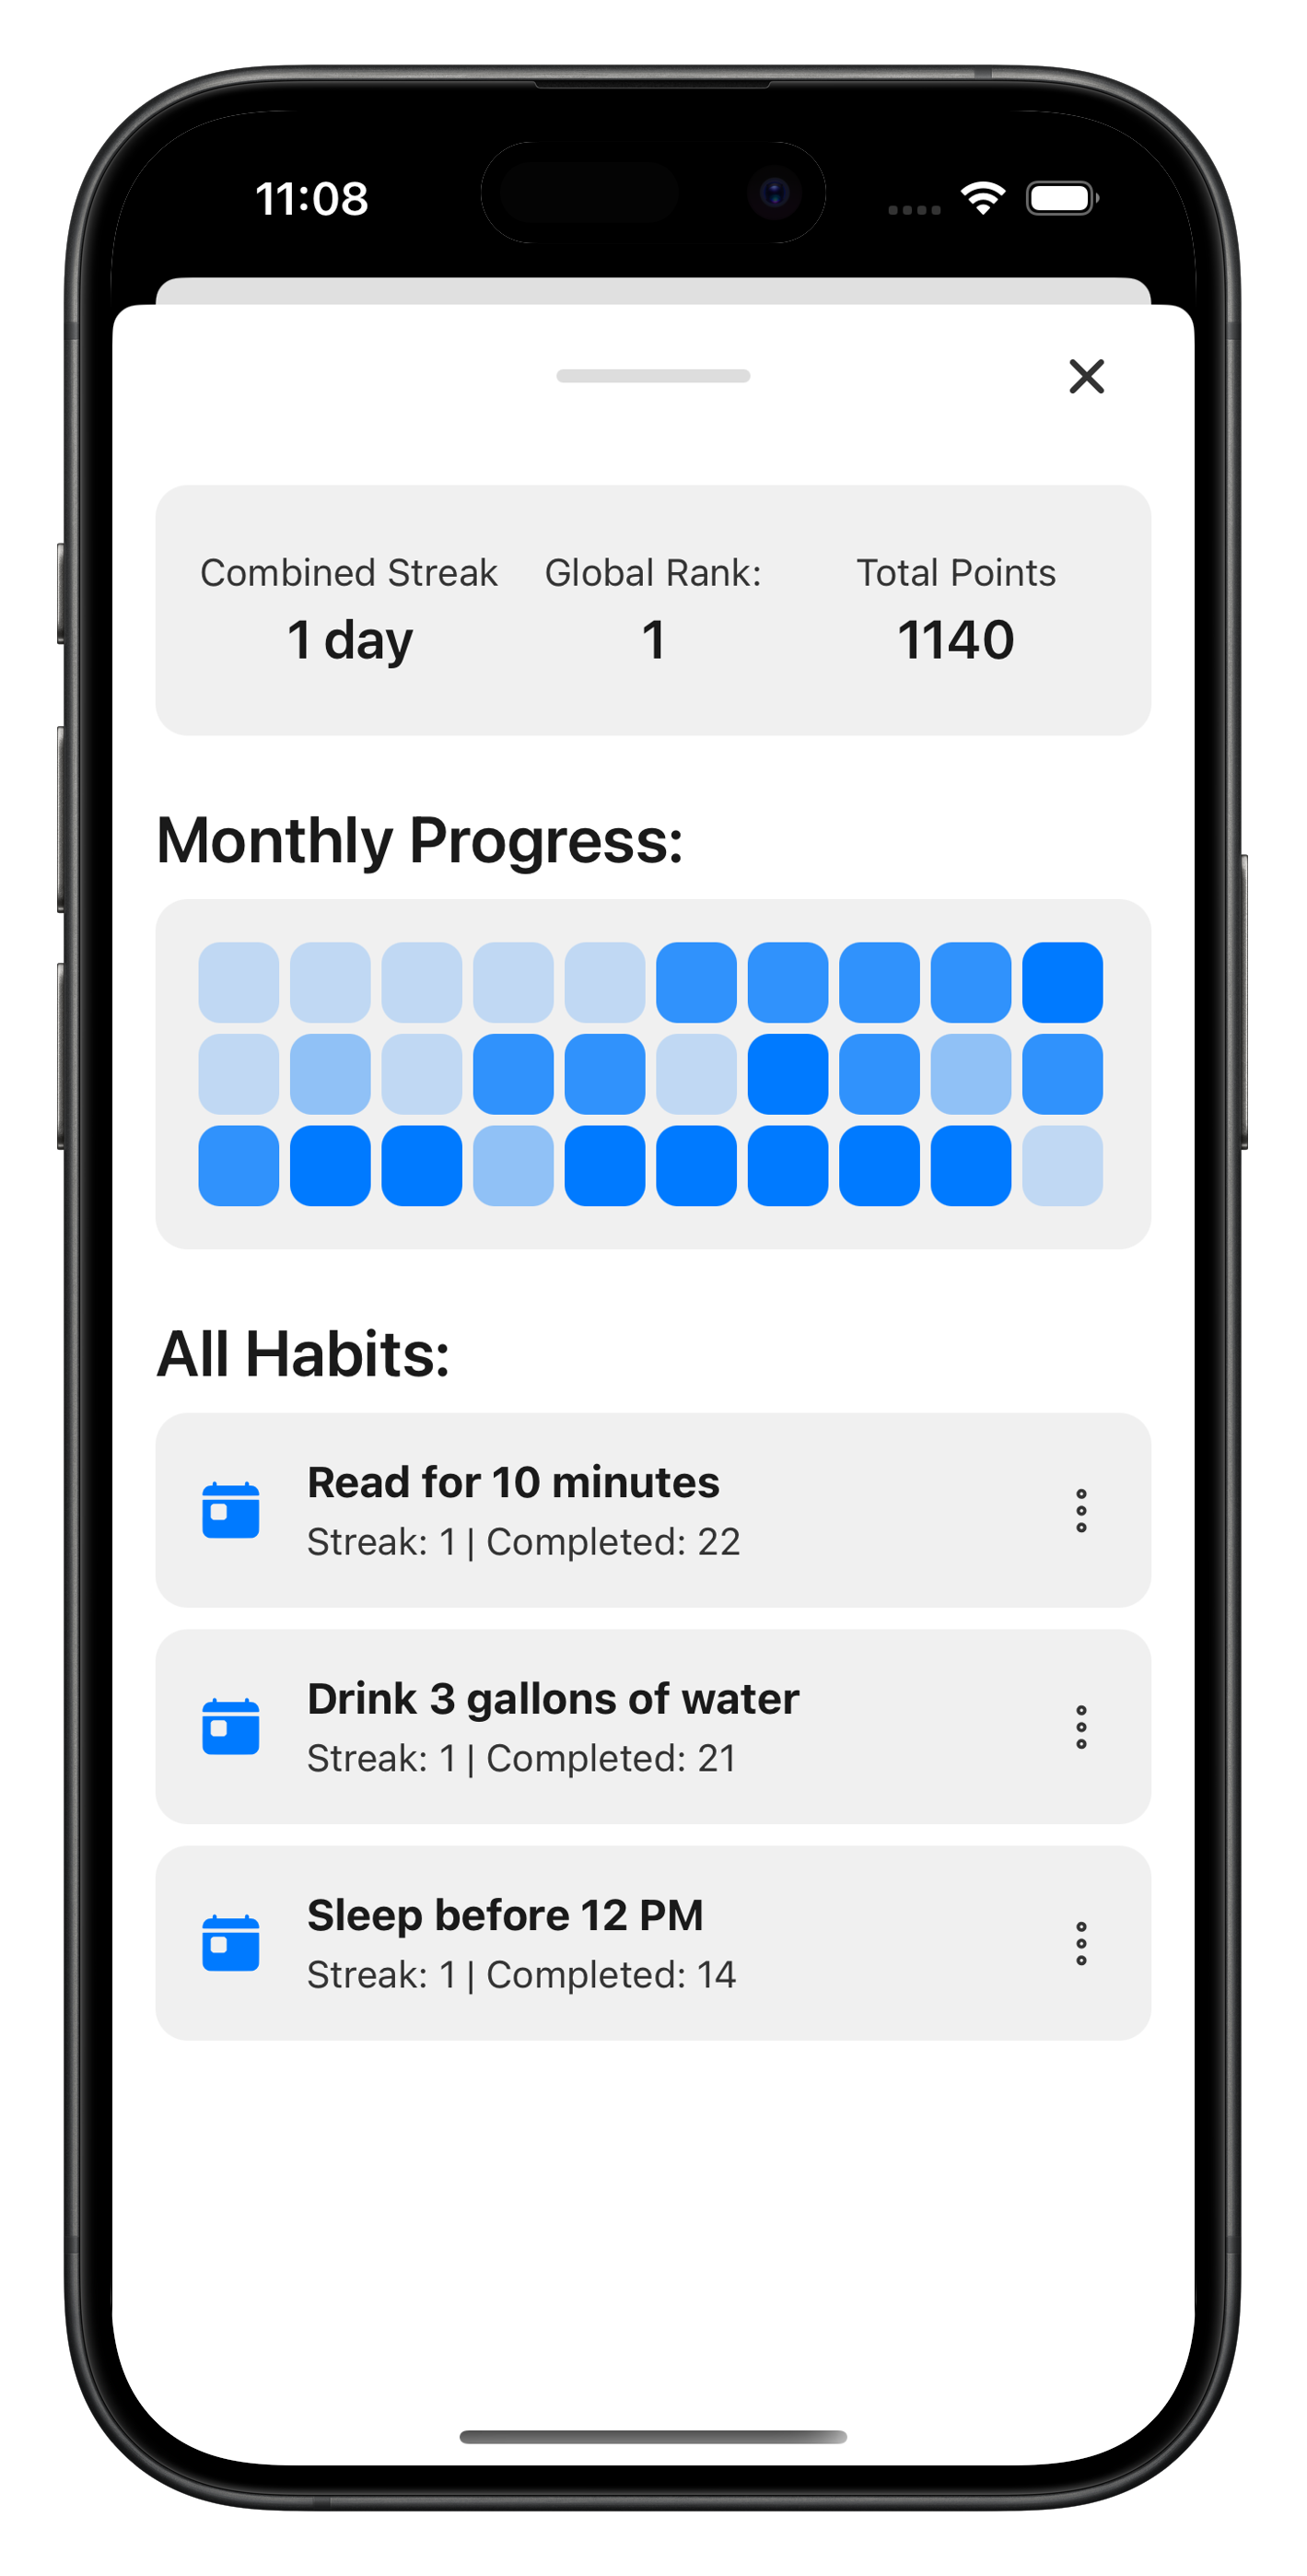 11:08
Combined Streak Global Rank: Total Points
1 day 1 1140
Monthly Progress:
All Habits:
Read for 10 minutes
Streak: 1 | Completed: 22
Drink 3 gallons of water
Streak: 1 | Completed: 21
Sleep before 12 PM
Streak: 1 | Completed: 14